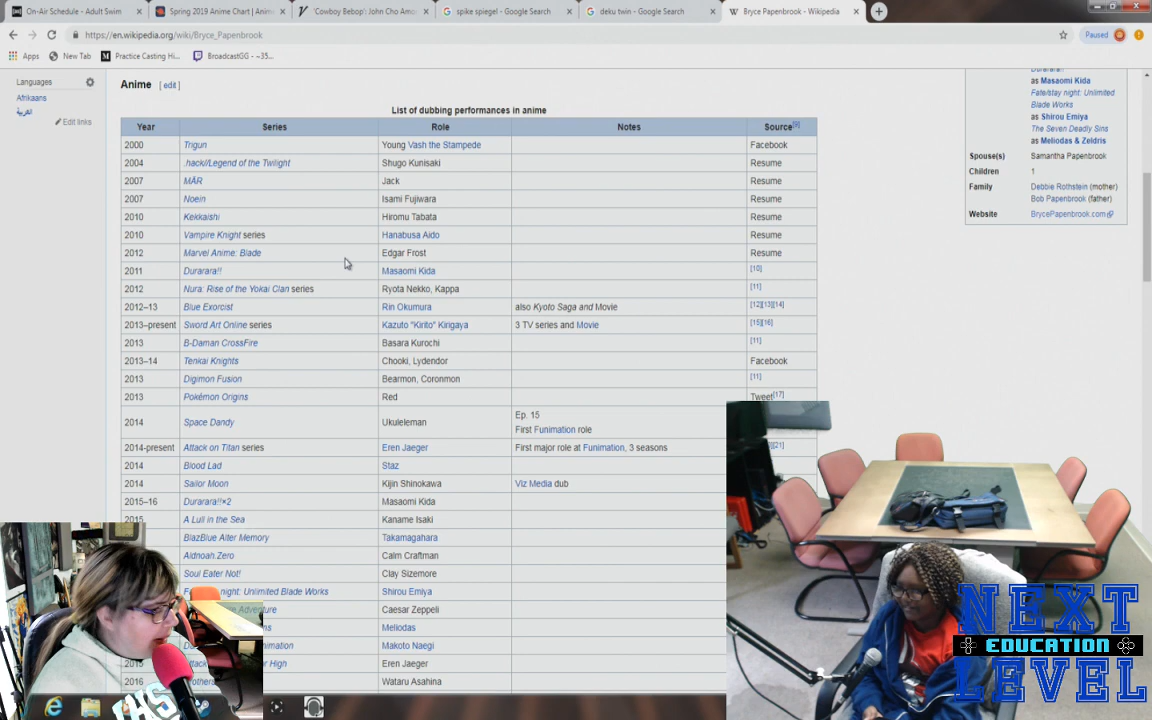 On-Air Schedule - Adult Swim
Spring 2019 Anime Chart | Anim
'Cowboy Bebop': John Cho Amo
spike spiegel - Google Search
deku twin - Google Search
Bryce Papenbrook - Wikipedia
https://en.wikipedia.org/wiki/Bryce_Papenbrook
Paused
Apps
New Tab
Practice Casting Hi...
BroadcastGG - ~35...
Languages
Afrikaans
العربية
Edit links
Anime [ edit ]
List of dubbing performances in anime
Year Series Role Notes Source[9]
2000 Trigun Young Vash the Stampede Facebook
2004 .hack//Legend of the Twilight Shugo Kunisaki Resume
2007 MÄR Jack Resume
2007 Noein Isami Fujiwara Resume
2010 Kekkaishi Hiromu Tabata Resume
2010 Vampire Knight series Hanabusa Aido Resume
2012 Marvel Anime: Blade Edgar Frost Resume
2011 Durarara!! Masaomi Kida [10]
2012 Nura: Rise of the Yokai Clan series Ryota Nekko, Kappa [11]
2012–13 Blue Exorcist Rin Okumura also Kyoto Saga and Movie [12][13][14]
2013–present Sword Art Online series Kazuto "Kirito" Kirigaya 3 TV series and Movie [15][16]
2013 B-Daman CrossFire Basara Kurochi [11]
2013–14 Tenkai Knights Chooki, Lydendor Facebook
2013 Digimon Fusion Bearmon, Coronmon [11]
2013 Pokémon Origins Red Tweet[17]
2014 Space Dandy Ukuleleman Ep. 15
First Funimation role
2014-present Attack on Titan series Eren Jaeger First major role at Funimation, 3 seasons [21]
2014 Blood Lad Staz
2014 Sailor Moon Kijin Shinokawa Viz Media dub
2015–16 Durarara!!×2 Masaomi Kida
2015 A Lull in the Sea Kaname Isaki
BlazBlue Alter Memory Takamagahara
Aldnoah.Zero Calm Craftman
Soul Eater Not! Clay Sizemore
night: Unlimited Blade Works Shirou Emiya
Adventure Caesar Zeppeli
Meliodas
Animation Makoto Naegi
2015 High Eren Jaeger
2016 Wataru Asahina
Durarara!!
as Masaomi Kida
Fate/stay night: Unlimited
Blade Works
as Shirou Emiya
The Seven Deadly Sins
as Meliodas & Zeldris
Spouse(s) Samantha Papenbrook
Children 1
Family Debbie Rothstein (mother)
Bob Papenbrook (father)
Website BrycePapenbrook.com
NEXT
EDUCATION
LEVEL